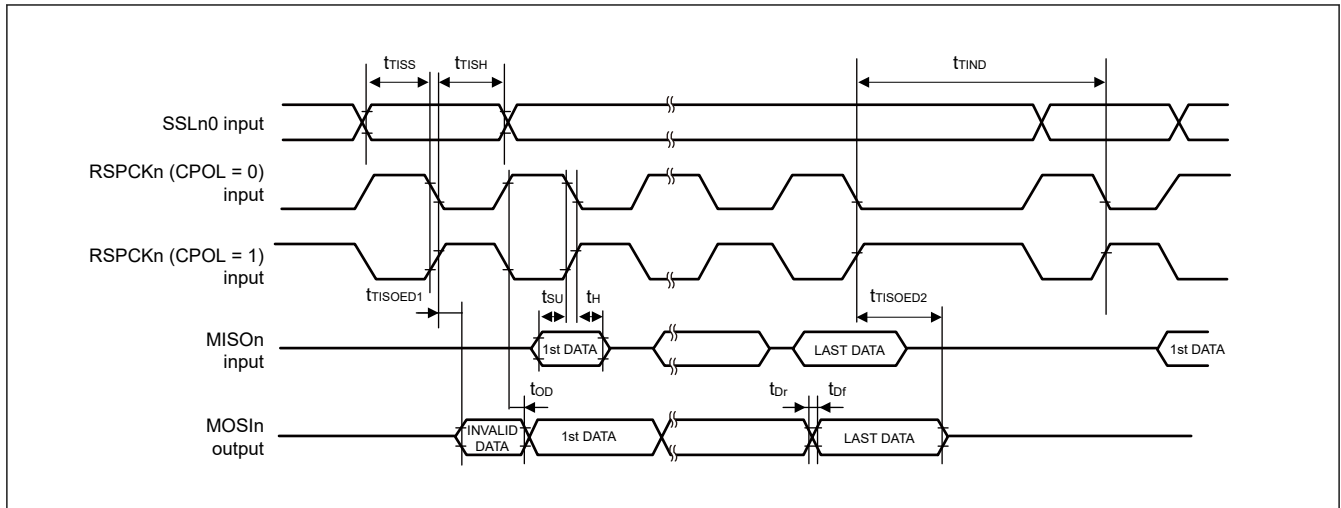 tTISS
tTISH
tTIND
SSLn0 input
RSPCKn (CPOL = 0)
input
RSPCKn (CPOL = 1)
input
tTISOED1
tSU
tH
tTISOED2
MISOn
input
1st DATA
LAST DATA
1st DATA
tOD
tDr
tDf
MOSIn
output
INVALID
DATA
1st DATA
LAST DATA